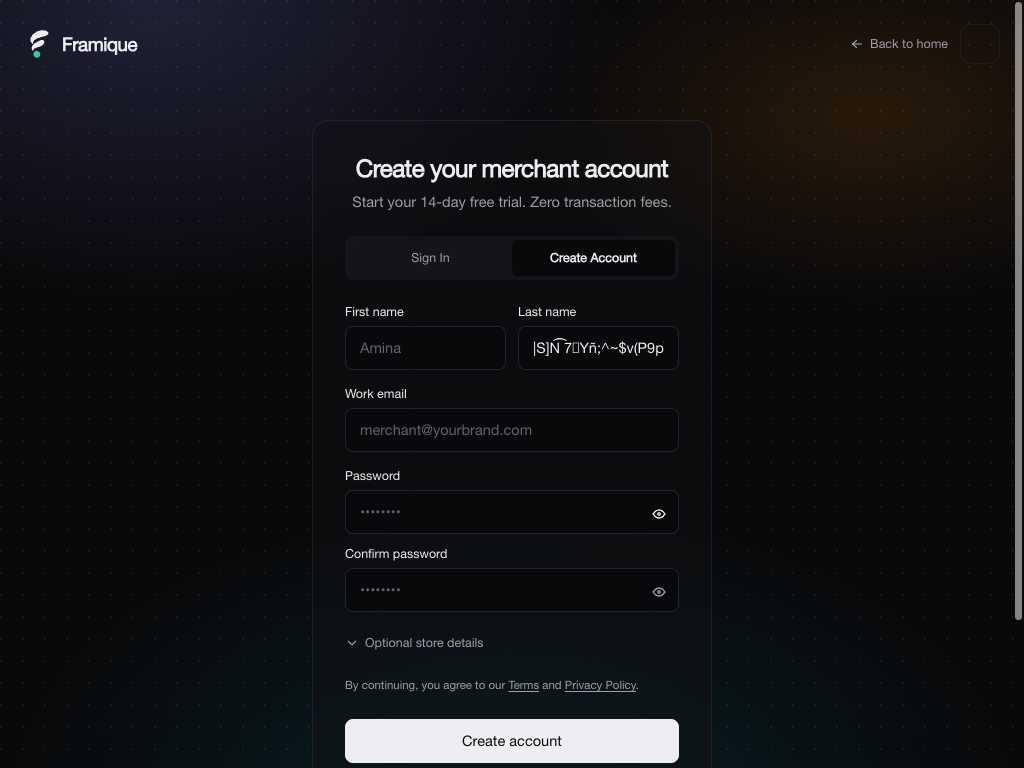 Framique
Back to home
Create your merchant account
Start your 14-day free trial. Zero transaction fees.
Sign In
Create Account
First name
Last name
Amina
Work email
merchant@yourbrand.com
Password
••••••••
Confirm password
••••••••
Optional store details
By continuing, you agree to our Terms and Privacy Policy.
Create account